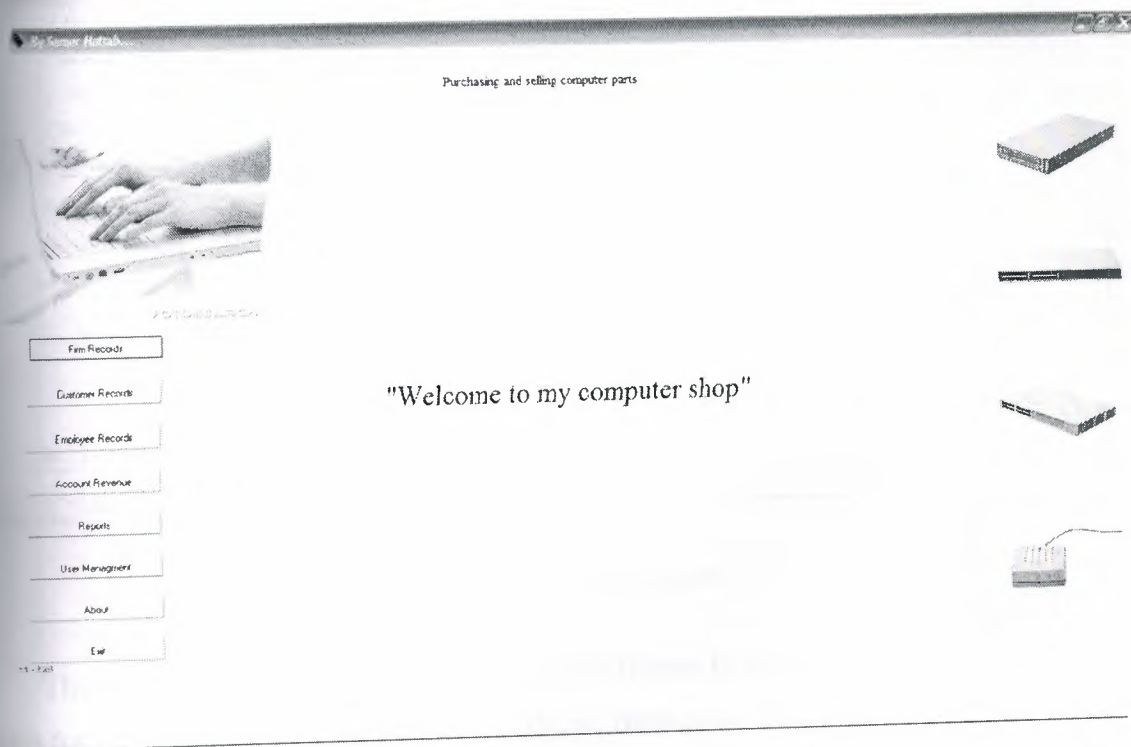 Purchasing and selling computer parts
Firm Records
Customer Records
"Welcome to my computer shop"
Employee Records
Account Revenue
Reports
User Managment
About
Exit